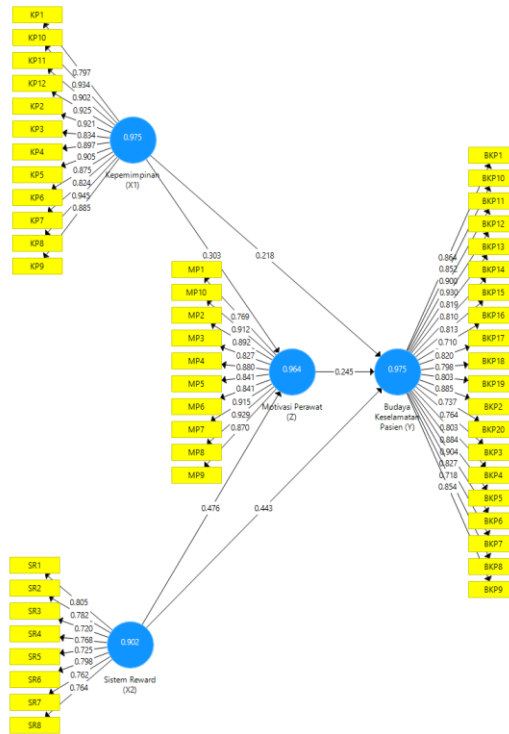 KP1
KP10
KP11
KP12
KP2
KP3
KP4
KP5
KP6
KP7
KP8
KP9
0.797
0.934
0.902
0.925
0.921
0.834
0.897
0.905
0.875
0.824
0.945
0.885
0.975
Kepemimpinan
(X1)
0.303
0.218
MP1
MP10
MP2
MP3
MP4
MP5
MP6
MP7
MP8
MP9
0.769
0.912
0.892
0.827
0.880
0.841
0.841
0.915
0.929
0.870
0.964
Motivasi Perawat
(Z)
0.245
0.975
Budaya
Keselamatan
Pasien (Y)
0.864
0.852
0.900
0.930
0.819
0.810
0.813
0.710
0.820
0.798
0.803
0.885
0.737
0.764
0.803
0.884
0.904
0.827
0.718
0.854
BKP1
BKP10
BKP11
BKP12
BKP13
BKP14
BKP15
BKP16
BKP17
BKP18
BKP19
BKP2
BKP20
BKP3
BKP4
BKP5
BKP6
BKP7
BKP8
BKP9
0.476
0.443
SR1
SR2
SR3
SR4
SR5
SR6
SR7
SR8
0.805
0.782
0.720
0.768
0.725
0.798
0.762
0.764
0.902
Sistem Reward
(X2)